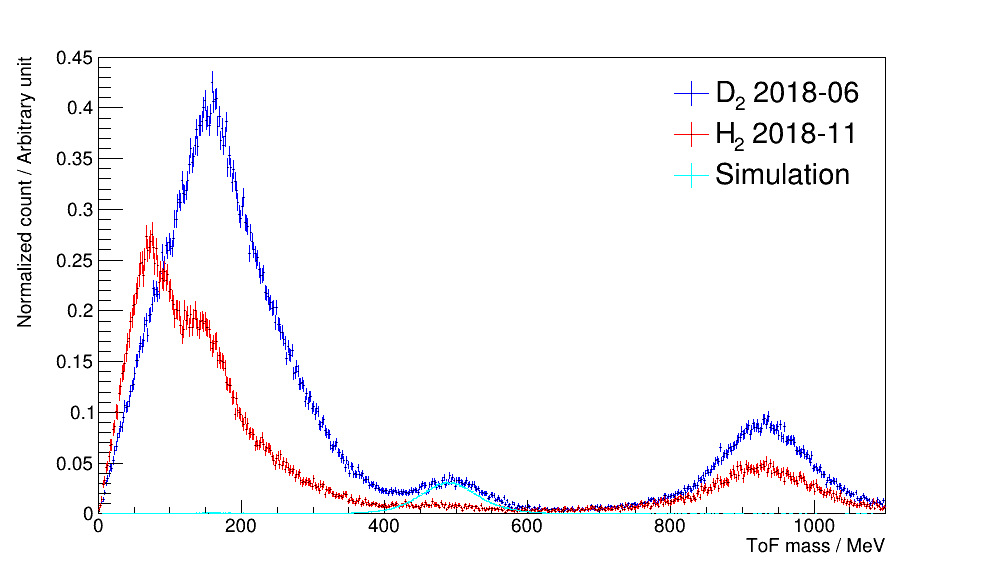 Normalized count / Arbitrary unit
0.45
0.4
0.35
0.3
0.25
0.2
0.15
0.1
0.05
0
D2 2018-06
H2 2018-11
Simulation
0 200 400 600 800 1000
ToF mass / MeV